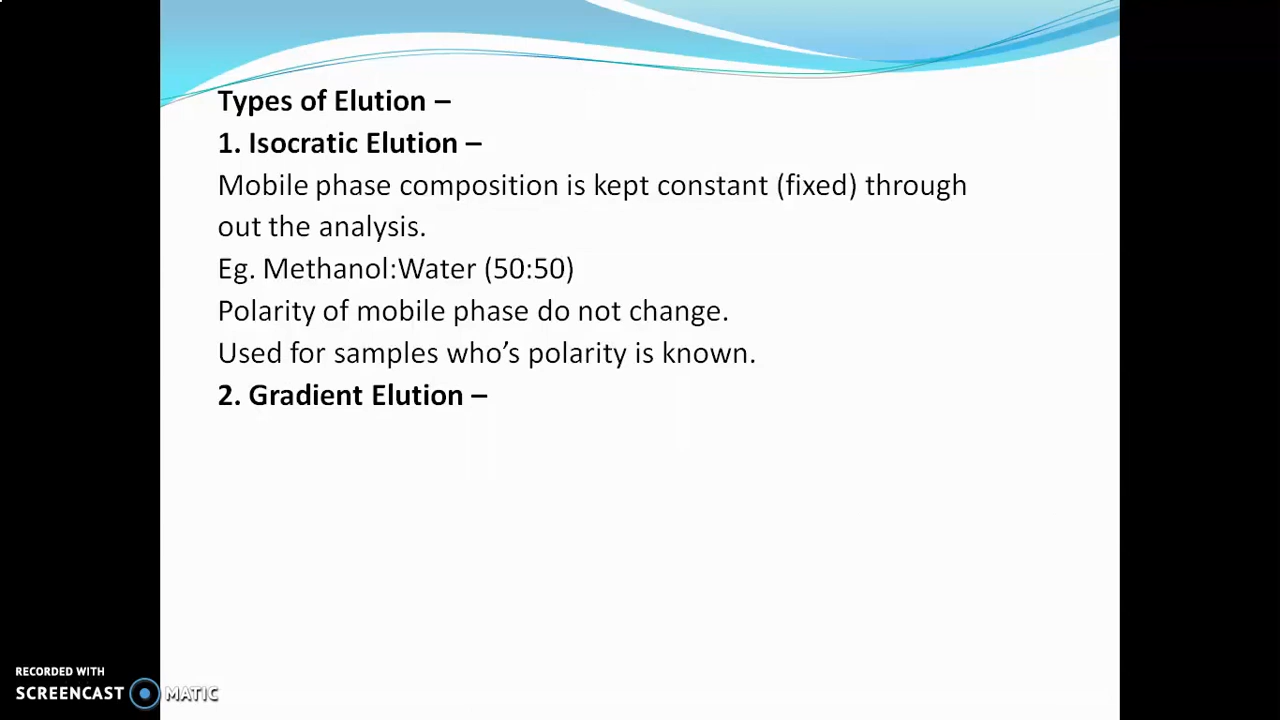 Types of Elution –
1. Isocratic Elution –
Mobile phase composition is kept constant (fixed) through
out the analysis.
Eg. Methanol:Water (50:50)
Polarity of mobile phase do not change.
Used for samples who’s polarity is known.
2. Gradient Elution –
RECORDED WITH
SCREENCAST MATIC